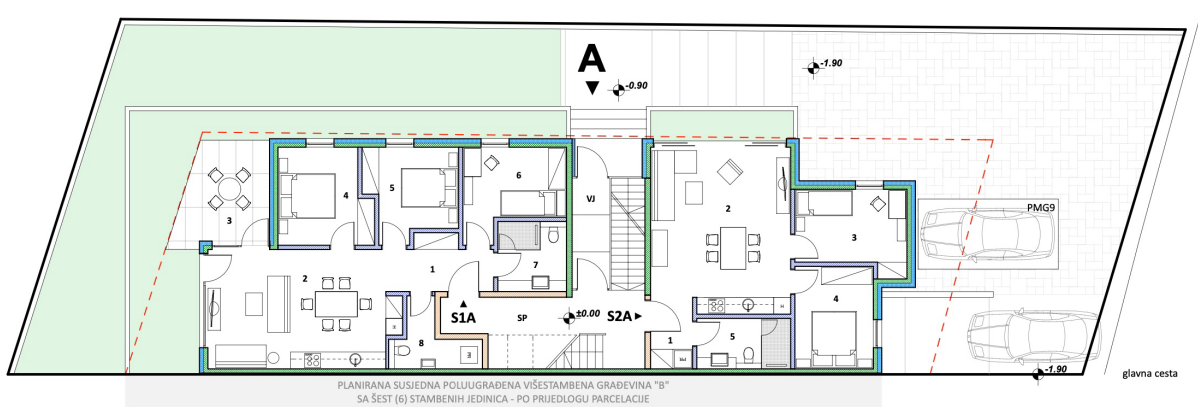 A
-0.90
-1.90
4
5
6
VJ
2
3
PMG9
3
7
1
2
4
S1A
SP
±0.00
S2A
8
1
5
-1.90
glavna cesta
PLANIRANA SUSJEDNA POLUUGRAĐENA VIŠESTAMBENA GRAĐEVINA "B"
SA ŠEST (6) STAMBENIH JEDINICA - PO PRIJEDLOGU PARCELACIJE